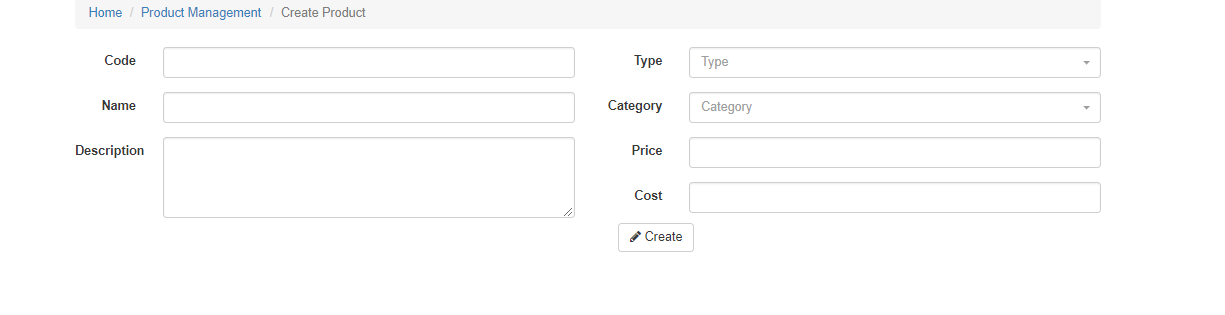 Home / Product Management / Create Product
Code
Name
Description
Type Type
Category Category
Price
Cost
Create